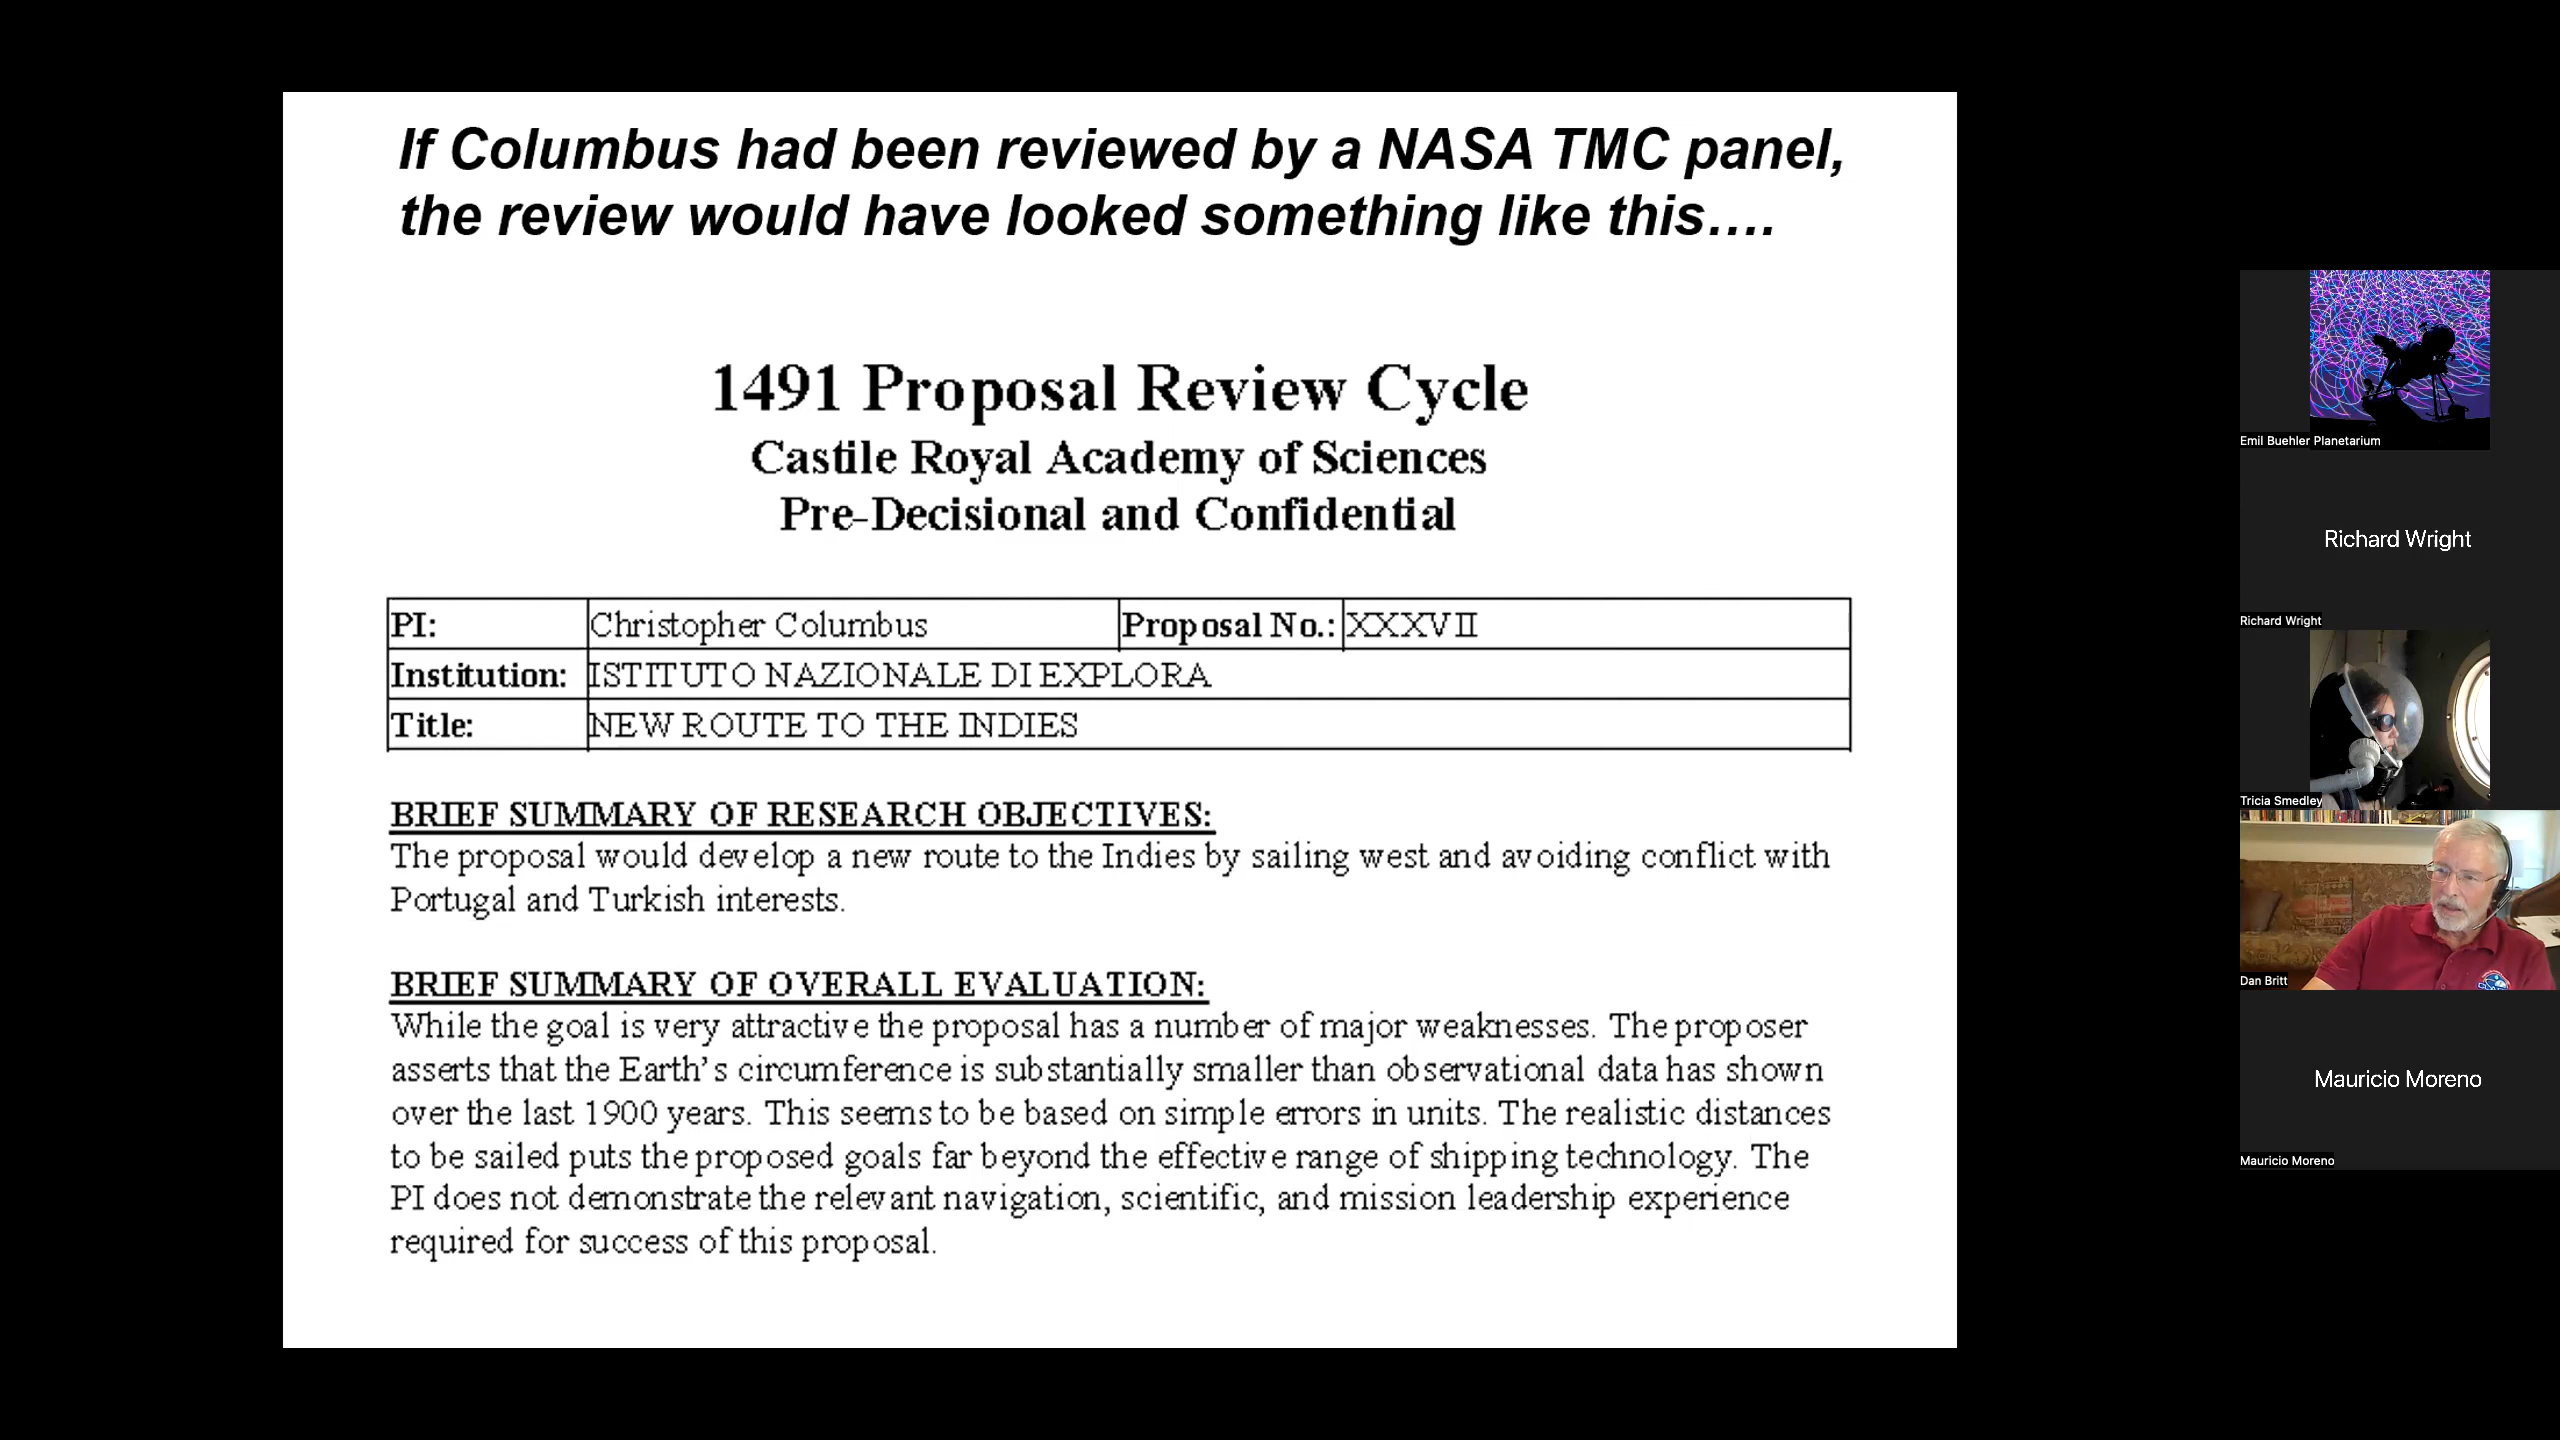 If Columbus had been reviewed by a NASA TMC panel,
the review would have looked something like this….
1491 Proposal Review Cycle
Castile Royal Academy of Sciences
Pre-Decisional and Confidential
PI: Christopher Columbus Proposal No.: XXXVII
Institution: ISTITUTO NAZIONALE DI EXPLORA
Title: NEW ROUTE TO THE INDIES
BRIEF SUMMARY OF RESEARCH OBJECTIVES:
The proposal would develop a new route to the Indies by sailing west and avoiding conflict with
Portugal and Turkish interests.
BRIEF SUMMARY OF OVERALL EVALUATION:
While the goal is very attractive the proposal has a number of major weaknesses. The proposer
asserts that the Earth's circumference is substantially smaller than observational data has shown
over the last 1900 years. This seems to be based on simple errors in units. The realistic distances
to be sailed puts the proposed goals far beyond the effective range of shipping technology. The
PI does not demonstrate the relevant navigation, scientific, and mission leadership experience
required for success of this proposal.
Emil Buehler Planetarium
Richard Wright
Richard Wright
Tricia Smedley
Dan Britt
Mauricio Moreno
Mauricio Moreno